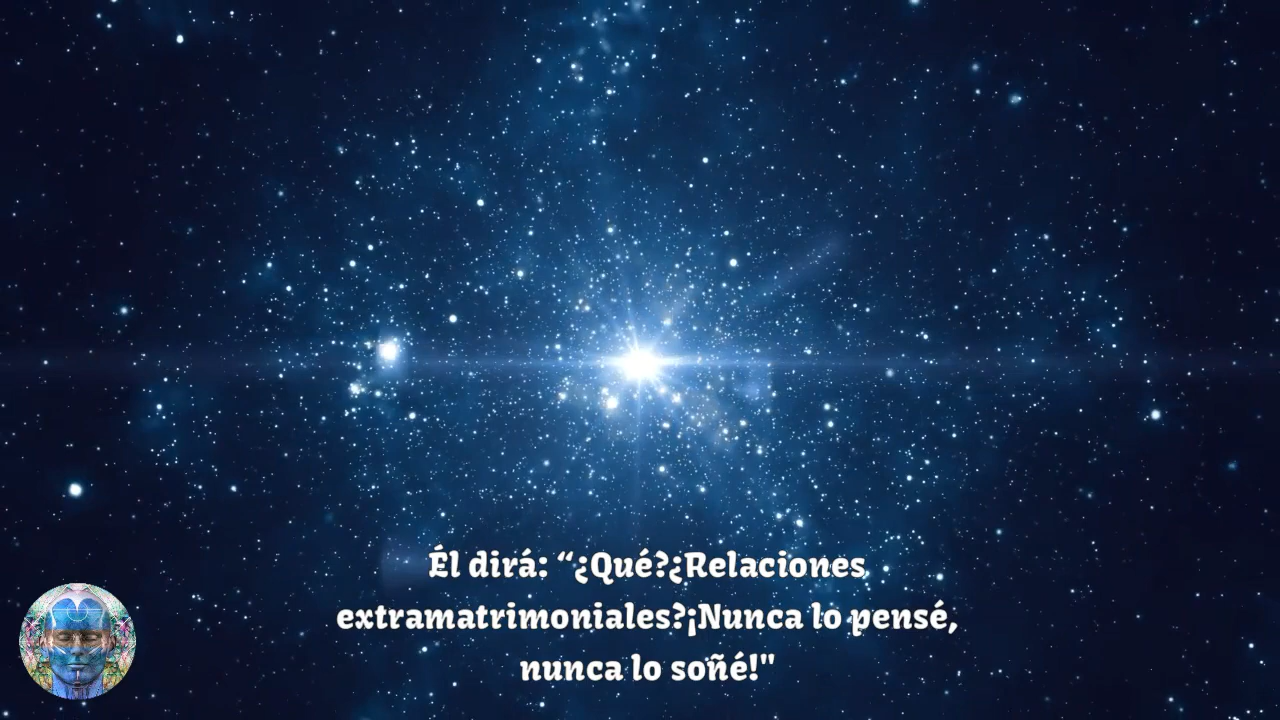 Él dirá: “¿Qué?¿Relaciones
extramatrimoniales?¡Nunca lo pensé,
nunca lo soñé!"